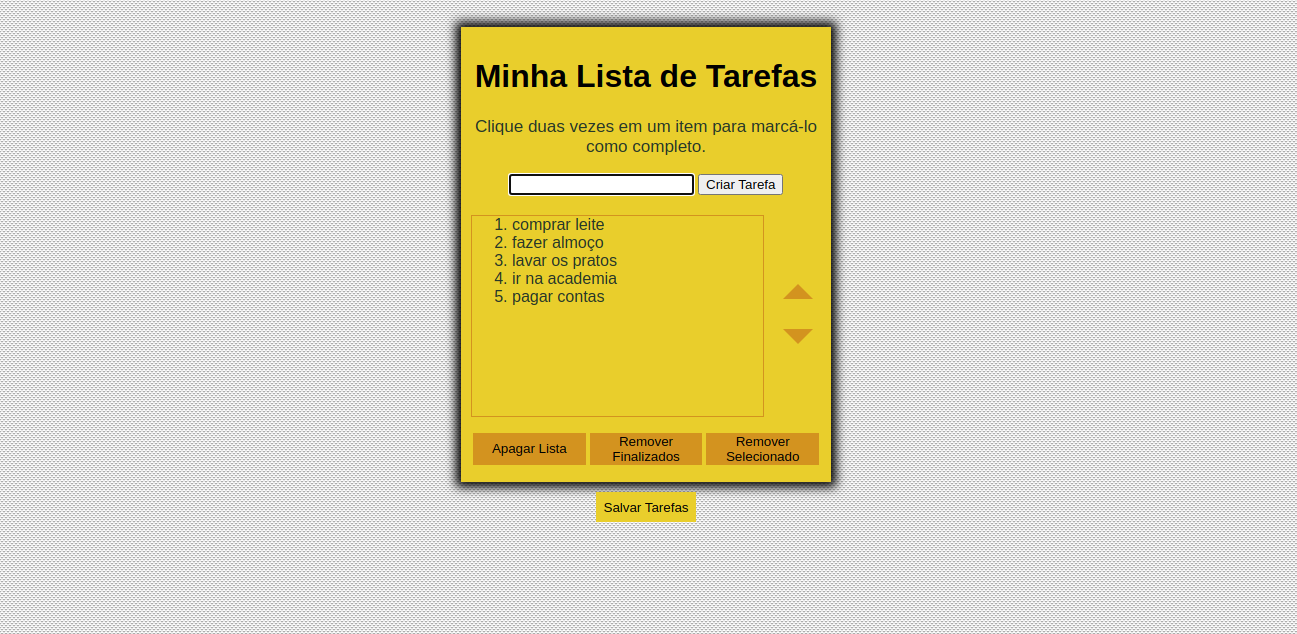 Minha Lista de Tarefas
Clique duas vezes em um item para marcá-lo
como completo.
Criar Tarefa
1. comprar leite
2. fazer almoço
3. lavar os pratos
4. ir na academia
5. pagar contas
Apagar Lista
Remover
Finalizados
Remover
Selecionado
Salvar Tarefas